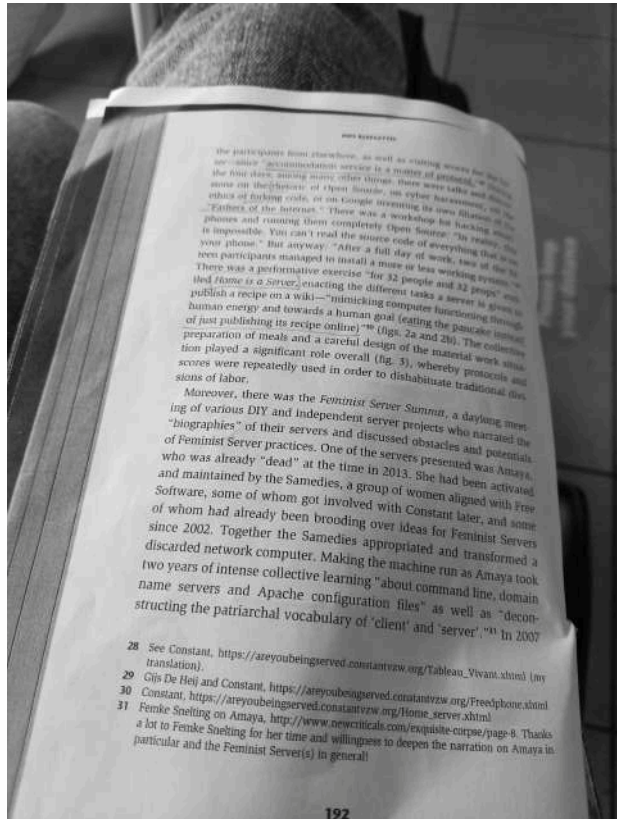 the participants from elsewhere, as well as visiting
since "accommodation service is a matter of protocol."
the four days, among many other things, there were talks and
sions on the rhetoric of Open Source, on cyber harassment, on the
ethics of forking code, or on Google inventing its own filiation of
"Fathers of the Internet." There was a workshop for hacking
phones and running them completely Open Source: "In reality, this
is impossible. You can't read the source code of everything that is on
your phone." But anyway: "After a full day of work, two of the
teen participants managed to install a more or less working system."
There was a performative exercise "for 32 people and 32 props"
tled Home is a Server, enacting the different tasks a server is given to
publish a recipe on a wiki—"mimicking computer functioning through
human energy and towards a human goal (eating the pancake instead
of just publishing its recipe online)"³⁰ (figs. 2a and 2b). The collective
preparation of meals and a careful design of the material work situa-
tion played a significant role overall (fig. 3), whereby protocols and
scores were repeatedly used in order to dishabituate traditional divi-
sions of labor.
Moreover, there was the Feminist Server Summit, a daylong meet-
ing of various DIY and independent server projects who narrated the
"biographies" of their servers and discussed obstacles and potentials
of Feminist Server practices. One of the servers presented was Amaya,
who was already "dead" at the time in 2013. She had been activated
and maintained by the Samedies, a group of women aligned with Free
Software, some of whom got involved with Constant later, and some
of whom had already been brooding over ideas for Feminist Servers
since 2002. Together the Samedies appropriated and transformed a
discarded network computer. Making the machine run as Amaya took
two years of intense collective learning "about command line, domain
name servers and Apache configuration files" as well as "decon-
structing the patriarchal vocabulary of 'client' and 'server'."³¹ In 2007
28 See Constant, https://areyoubeingserved.constantvzw.org/Tableau_Vivant.xhtml (my
translation).
29 Gijs De Heij and Constant, https://areyoubeingserved.constantvzw.org/Freedphone.xhtml
30 Constant, https://areyoubeingserved.constantvzw.org/Home_server.xhtml
31 Femke Snelting on Amaya, http://www.newcriticals.com/exquisite-corpse/page-8. Thanks
a lot to Femke Snelting for her time and willingness to deepen the narration on Amaya in
particular and the Feminist Server(s) in general!
192